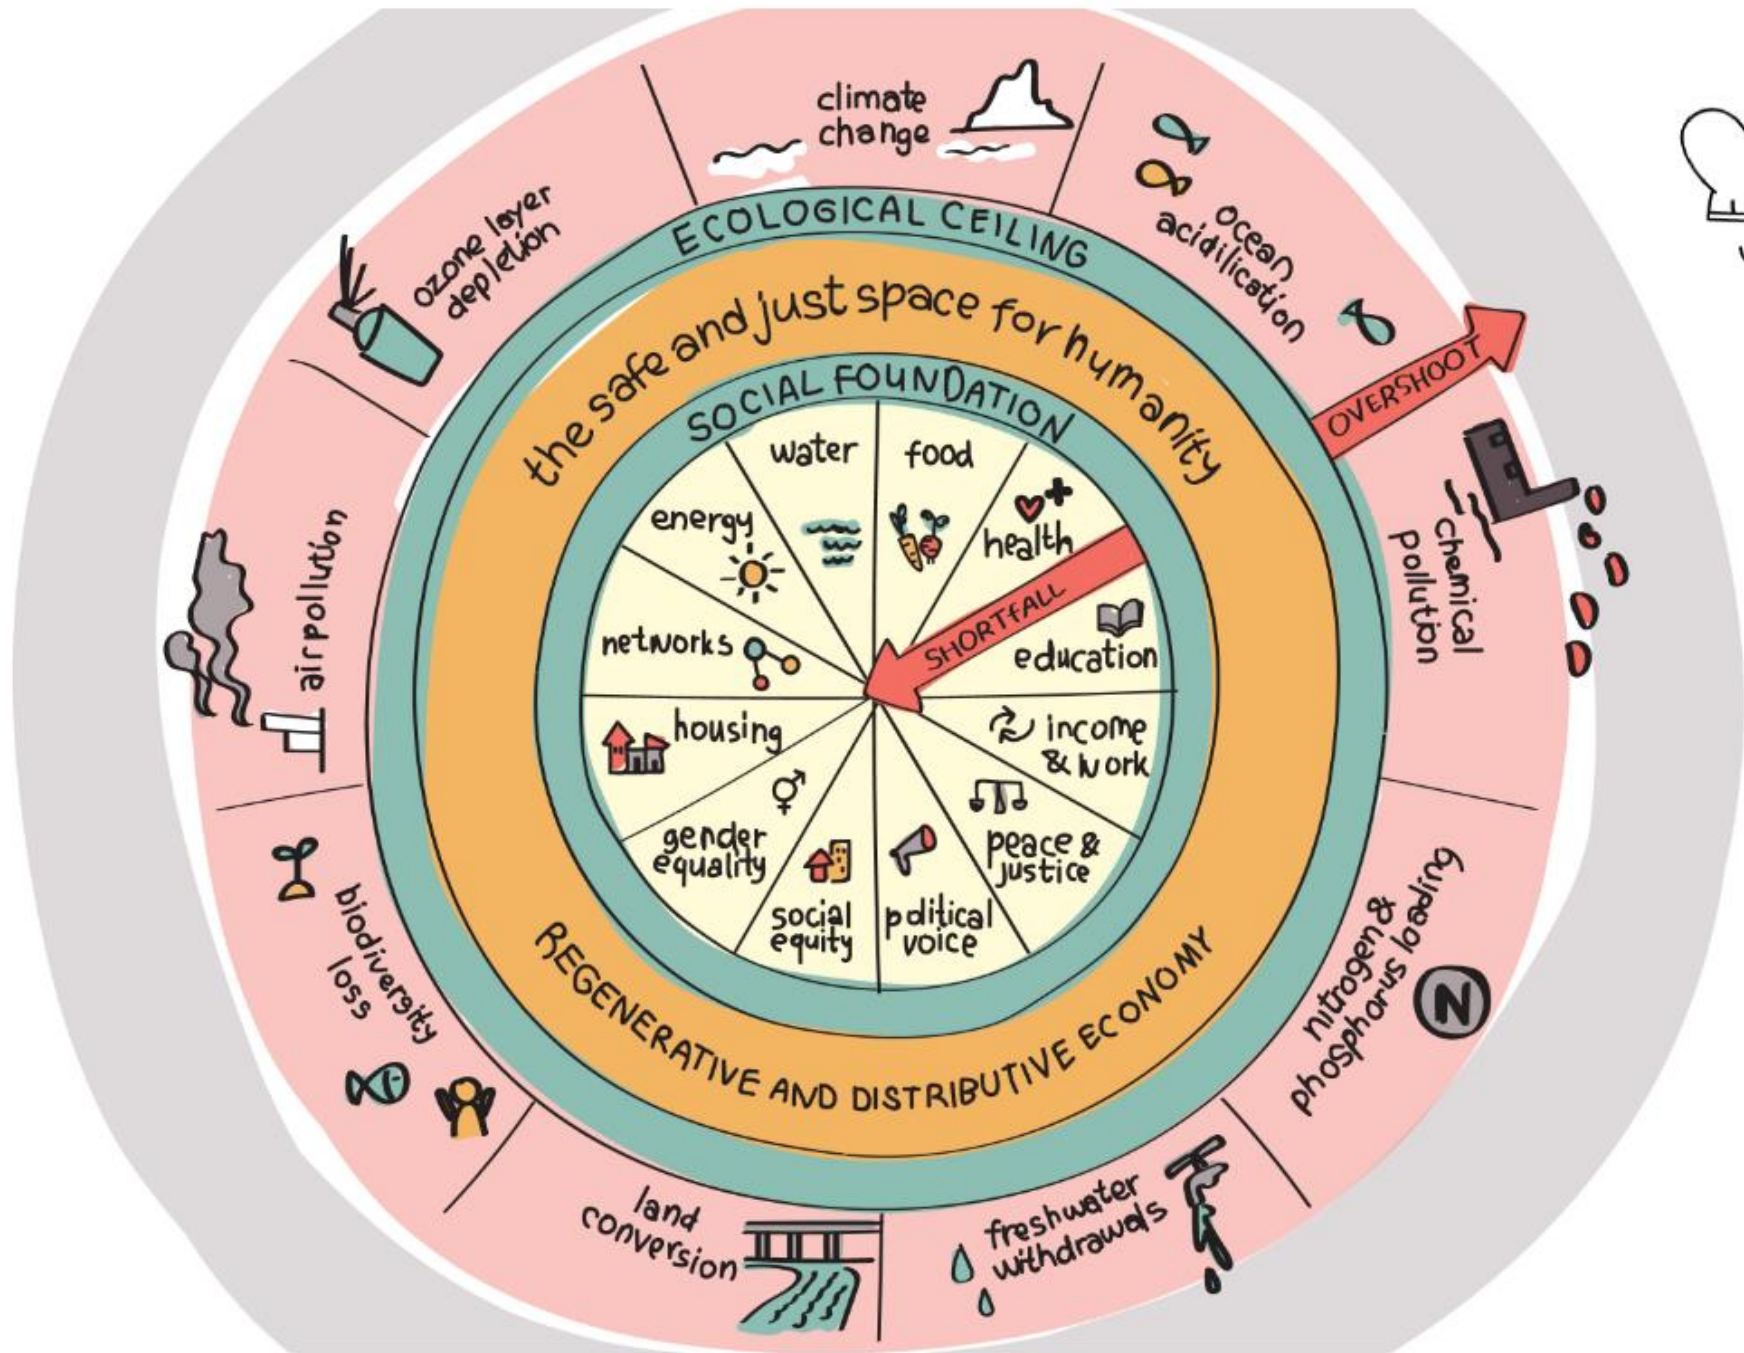 climate
change
ocean
acidilication
OVERSHOOT
chemical
pollution
nitrogen &
phosphorus loading
freshwater
withdrawals
land
conversion
biodivergity
loss
air pollution
ozone layer
depletion
ECOLOGICAL CEILING
the safe and just space for humanity
SOCIAL FOUNDATION
water
food
health
SHORTfALL
education
income
& work
peace &
justice
political
voice
social
equity
gender
equality
housing
networks
energy
REGENERATIVE AND DISTRIBUTIVE ECONOMY
N